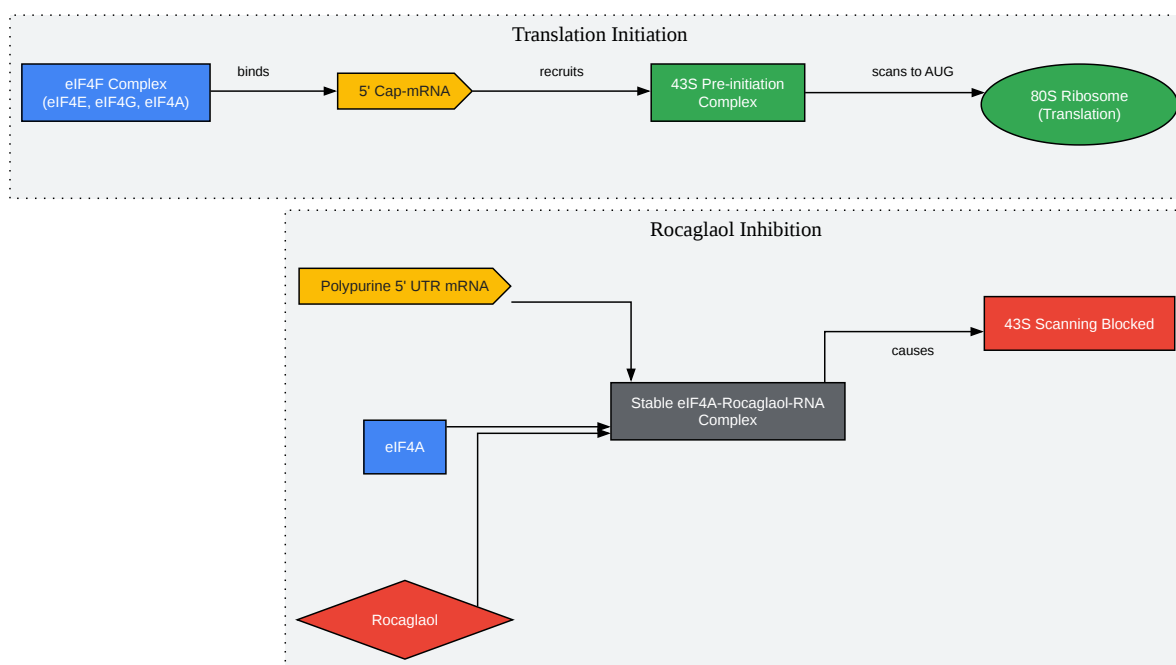 Translation Initiation
eIF4F Complex
(eIF4E, eIF4G, eIF4A)
binds
5' Cap-mRNA
recruits
43S Pre-initiation
Complex
scans to AUG
80S Ribosome
(Translation)
Rocaglaol Inhibition
Polypurine 5' UTR mRNA
43S Scanning Blocked
causes
Stable eIF4A-Rocaglaol-RNA
Complex
eIF4A
Rocaglaol